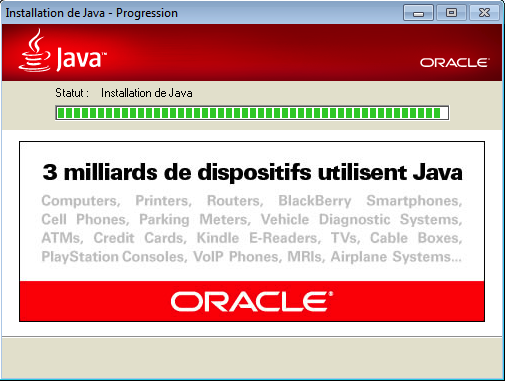 Installation de Java - Progression
Java™
ORACLE®
Statut : Installation de Java
3 milliards de dispositifs utilisent Java
Computers, Printers, Routers, BlackBerry Smartphones,
Cell Phones, Parking Meters, Vehicle Diagnostic Systems,
ATMs, Credit Cards, Kindle E-Readers, TVs, Cable Boxes,
PlayStation Consoles, VoIP Phones, MRIs, Airplane Systems...
ORACLE®